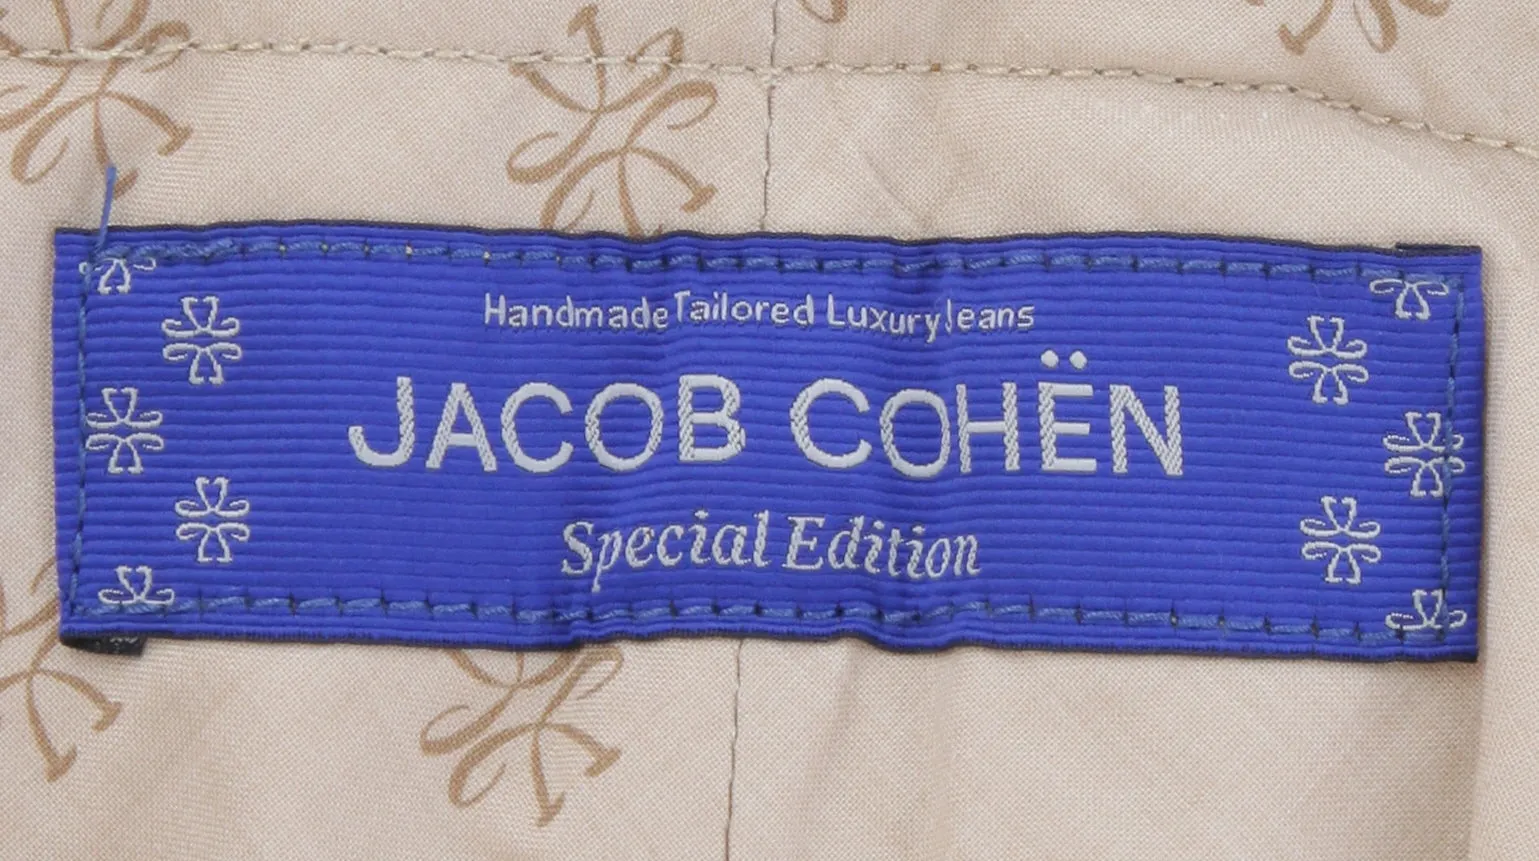 Handmade Tailored Luxury Jeans
JACOB COHËN
Special Edition